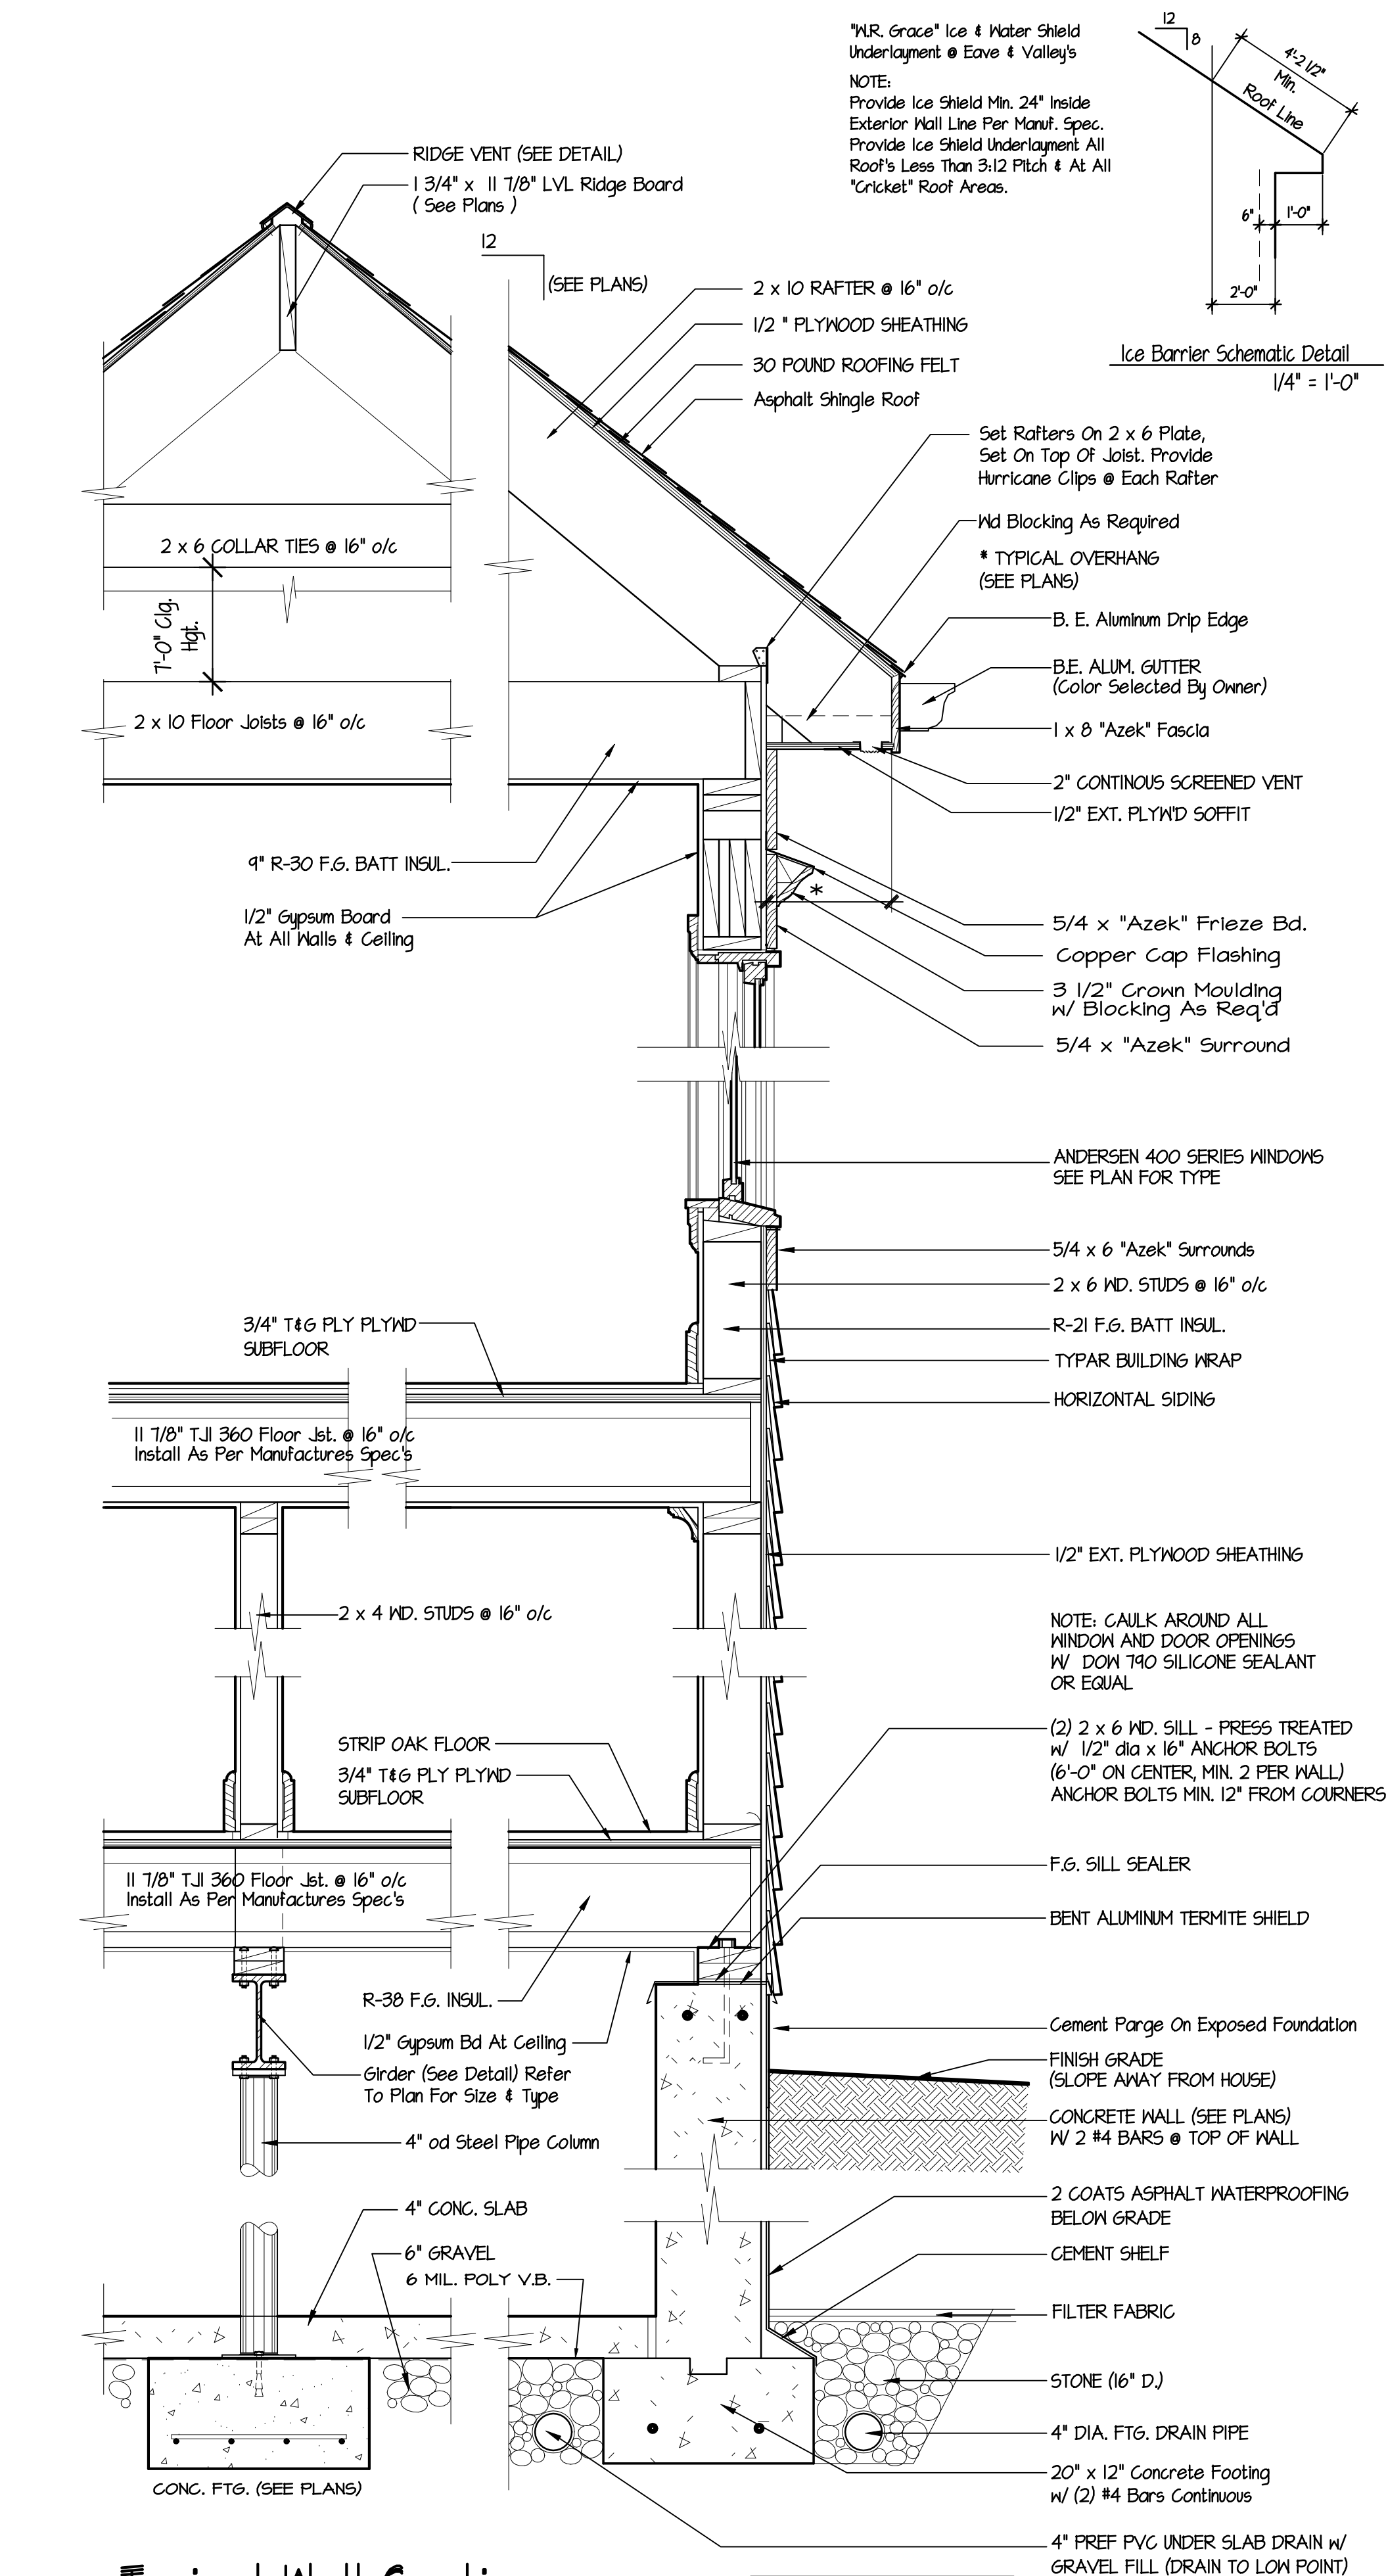 "W.R. Grace" Ice & Water Shield
Underlayment @ Eave & Valley's
NOTE:
Provide Ice Shield Min. 24" Inside
Exterior Wall Line Per Manuf. Spec.
Provide Ice Shield Underlayment All
Roof's Less Than 3:12 Pitch & At All
"Cricket" Roof Areas.
12
8
4'-2 1/2"
Min.
Roof Line
6"
1'-0"
2'-0"
Ice Barrier Schematic Detail
1/4" = 1'-0"
RIDGE VENT (SEE DETAIL)
1 3/4" x 11 7/8" LVL Ridge Board
( See Plans )
12
(SEE PLANS)
2 x 10 RAFTER @ 16" o/c
1/2 " PLYWOOD SHEATHING
30 POUND ROOFING FELT
Asphalt Shingle Roof
Set Rafters On 2 x 6 Plate,
Set On Top Of Joist. Provide
Hurricane Clips @ Each Rafter
Wd Blocking As Required
* TYPICAL OVERHANG
(SEE PLANS)
2 x 6 COLLAR TIES @ 16" o/c
7'-0" Clg.
Hgt.
2 x 10 Floor Joists @ 16" o/c
B. E. Aluminum Drip Edge
B.E. ALUM. GUTTER
(Color Selected By Owner)
1 x 8 "Azek" Fascia
2" CONTINOUS SCREENED VENT
1/2" EXT. PLYW'D SOFFIT
9" R-30 F.G. BATT INSUL.
1/2" Gypsum Board
At All Walls & Ceiling
*
5/4 x "Azek" Frieze Bd.
Copper Cap Flashing
3 1/2" Crown Moulding
w/ Blocking As Req'd
5/4 x "Azek" Surround
ANDERSEN 400 SERIES WINDOWS
SEE PLAN FOR TYPE
5/4 x 6 "Azek" Surrounds
2 x 6 WD. STUDS @ 16" o/c
R-21 F.G. BATT INSUL.
TYPAR BUILDING WRAP
HORIZONTAL SIDING
3/4" T&G PLY PLYWD
SUBFLOOR
11 7/8" TJI 360 Floor Jst. @ 16" o/c
Install As Per Manufactures Spec's
1/2" EXT. PLYWOOD SHEATHING
2 x 4 WD. STUDS @ 16" o/c
NOTE: CAULK AROUND ALL
WINDOW AND DOOR OPENINGS
W/ DOW 790 SILICONE SEALANT
OR EQUAL
STRIP OAK FLOOR
3/4" T&G PLY PLYWD
SUBFLOOR
(2) 2 x 6 WD. SILL - PRESS TREATED
w/ 1/2" dia x 16" ANCHOR BOLTS
(6'-0" ON CENTER, MIN. 2 PER WALL)
ANCHOR BOLTS MIN. 12" FROM COURNERS
F.G. SILL SEALER
BENT ALUMINUM TERMITE SHIELD
11 7/8" TJI 360 Floor Jst. @ 16" o/c
Install As Per Manufactures Spec's
R-38 F.G. INSUL.
1/2" Gypsum Bd At Ceiling
Girder (See Detail) Refer
To Plan For Size & Type
4" od Steel Pipe Column
Cement Parge On Exposed Foundation
FINISH GRADE
(SLOPE AWAY FROM HOUSE)
CONCRETE WALL (SEE PLANS)
W/ 2 #4 BARS @ TOP OF WALL
4" CONC. SLAB
6" GRAVEL
6 MIL. POLY V.B.
2 COATS ASPHALT WATERPROOFING
BELOW GRADE
CEMENT SHELF
FILTER FABRIC
STONE (16" D.)
4" DIA. FTG. DRAIN PIPE
20" x 12" Concrete Footing
w/ (2) #4 Bars Continuous
CONC. FTG. (SEE PLANS)
4" PREF PVC UNDER SLAB DRAIN w/
GRAVEL FILL (DRAIN TO LOW POINT)